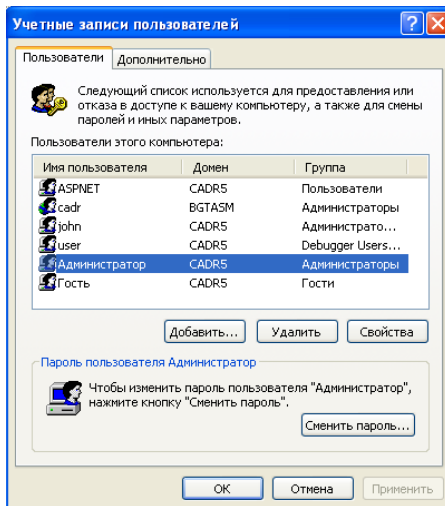 Учетные записи пользователей
Пользователи Дополнительно
Следующий список используется для предоставления или
отказа в доступе к вашему компьютеру, а также для смены
паролей и иных параметров.
Пользователи этого компьютера:
Имя пользователя Домен Группа
ASPNET CADR5 Пользователи
cadr BGTASM Администраторы
john CADR5 Администрато...
user CADR5 Debugger Users...
Администратор CADR5 Администраторы
Гость CADR5 Гости
Добавить... Удалить Свойства
Пароль пользователя Администратор
Чтобы изменить пароль пользователя "Администратор",
нажмите кнопку "Сменить пароль".
Сменить пароль...
ОК Отмена Применить